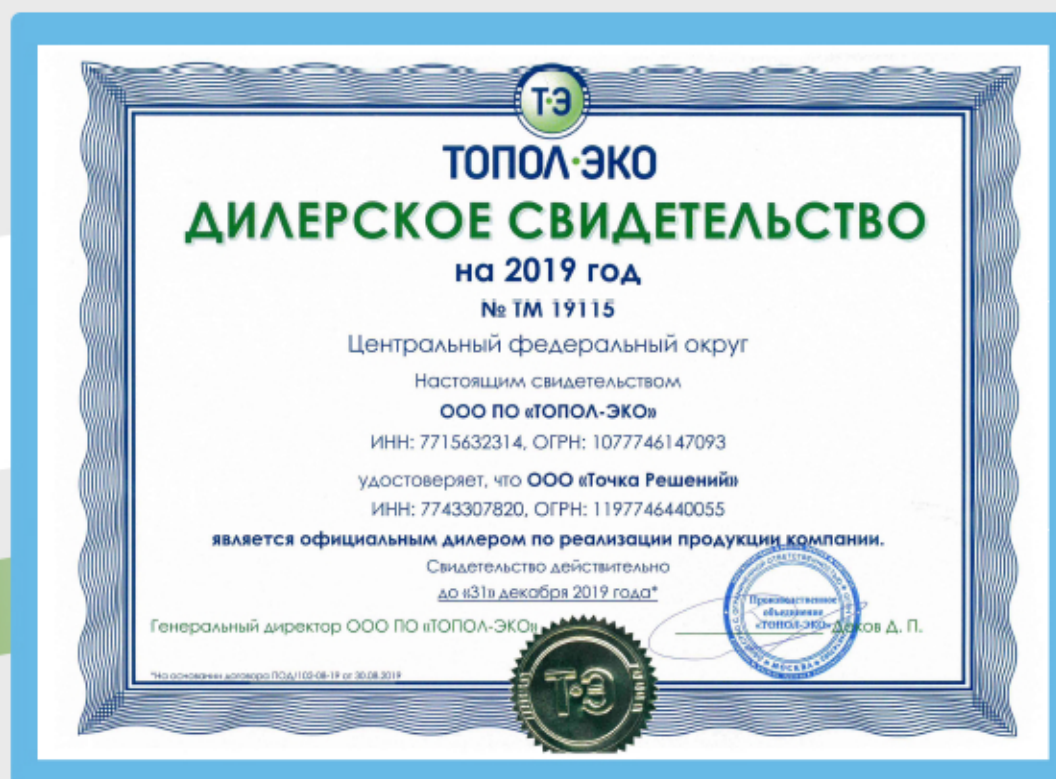 Т·Э
ТОПОЛ·ЭКО
ДИЛЕРСКОЕ СВИДЕТЕЛЬСТВО
на 2019 год
№ ТМ 19115
Центральный федеральный округ
Настоящим свидетельством
ООО ПО «ТОПОЛ-ЭКО»
ИНН: 7715632314, ОГРН: 1077746147093
удостоверяет, что ООО «Точка Решений»
ИНН: 7743307820, ОГРН: 1197746440055
является официальным дилером по реализации продукции компании.
Свидетельство действительно
до «31» декабря 2019 года*
Генеральный директор ООО ПО «ТОПОЛ-ЭКО»
Д. П.
Производственное
объединение
«ТОПОЛ-ЭКО»
МОСКВА
*На основании договора ПОД/102-08-19 от 30.08.2019
Т·Э